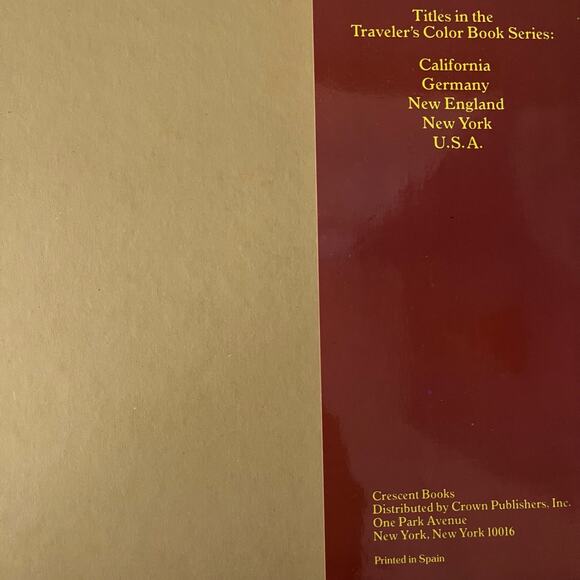 Titles in the
Traveler's Color Book Series:
California
Germany
New England
New York
U.S.A.
Crescent Books
Distributed by Crown Publishers, Inc.
One Park Avenue
New York, New York 10016
Printed in Spain